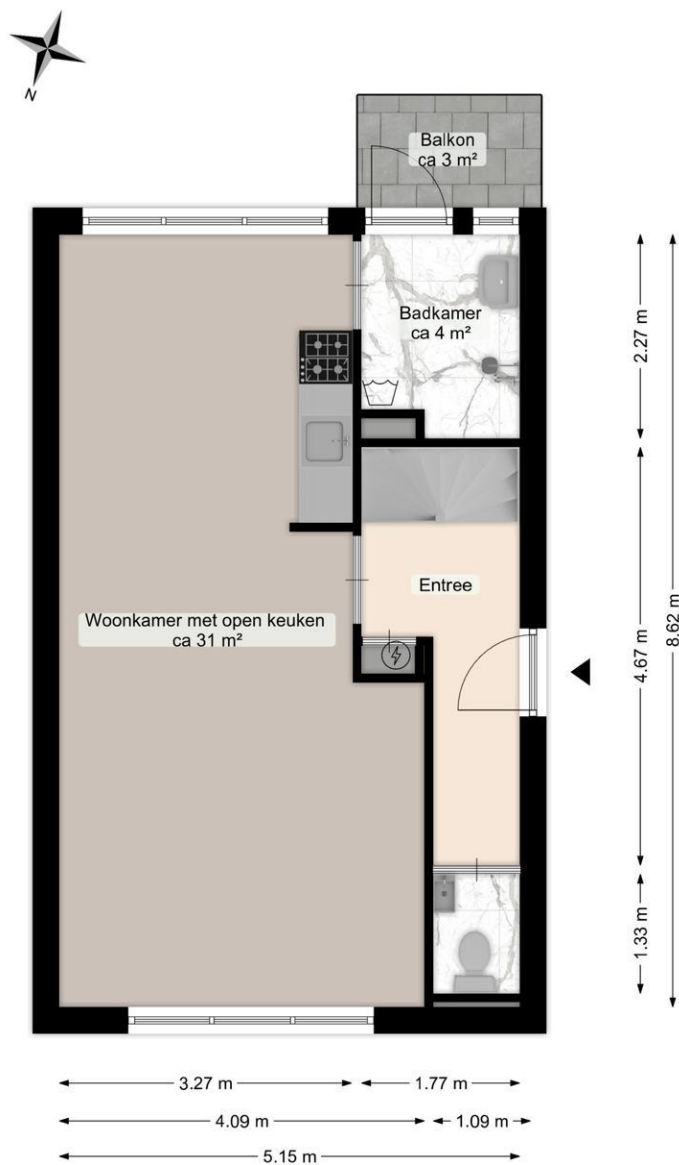 N
Balkon
ca 3 m²
Badkamer
ca 4 m²
2.27 m
Entree
Woonkamer met open keuken
ca 31 m²
4.67 m
8.62 m
1.33 m
3.27 m
1.77 m
4.09 m
1.09 m
5.15 m